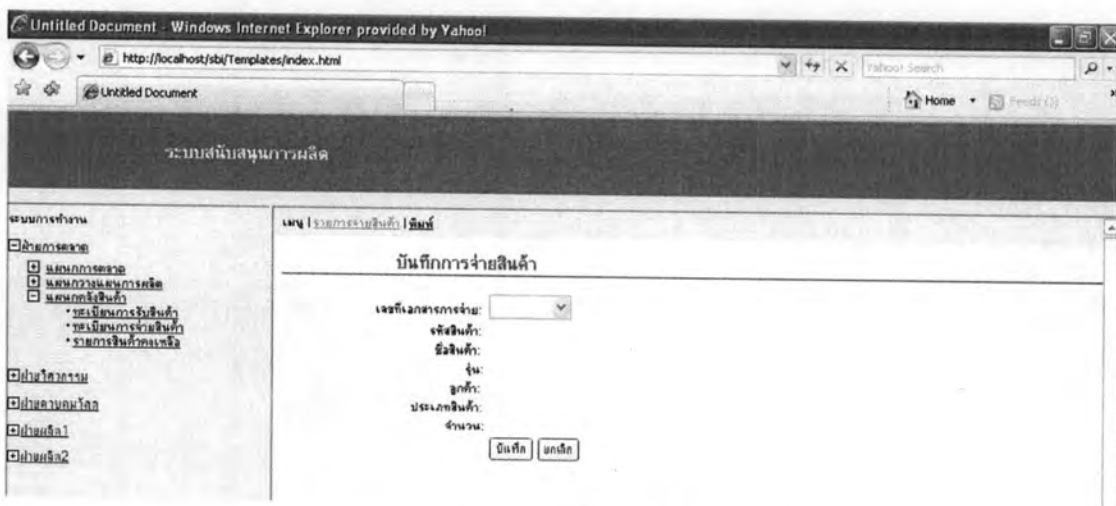 Untitled Document - Windows Internet Explorer provided by Yahoo!
http://localhost/sbi/Templates/index.html
Yahoo! Search
Untitled Document
Home
Feeds (J)
ระบบสนับสนุนการผลิต
ระบบการทำงาน
ฝ่ายการตลาด
แผนกการตลาด
แผนกวางแผนการผลิต
แผนกคลังสินค้า
ทะเบียนการรับสินค้า
ทะเบียนการจ่ายสินค้า
รายการสินค้าคงเหลือ
ฝ่ายวิศวกรรม
ฝ่ายควบคุมวัสดุ
ฝ่ายผลิต1
ฝ่ายผลิต2
เมนู | รายการจ่ายสินค้า | พิมพ์
บันทึกการจ่ายสินค้า
เลขที่เอกสารการจ่าย:
รหัสสินค้า:
ชื่อสินค้า:
รุ่น:
ลูกค้า:
ประเภทสินค้า:
จำนวน:
บันทึก ยกเลิก